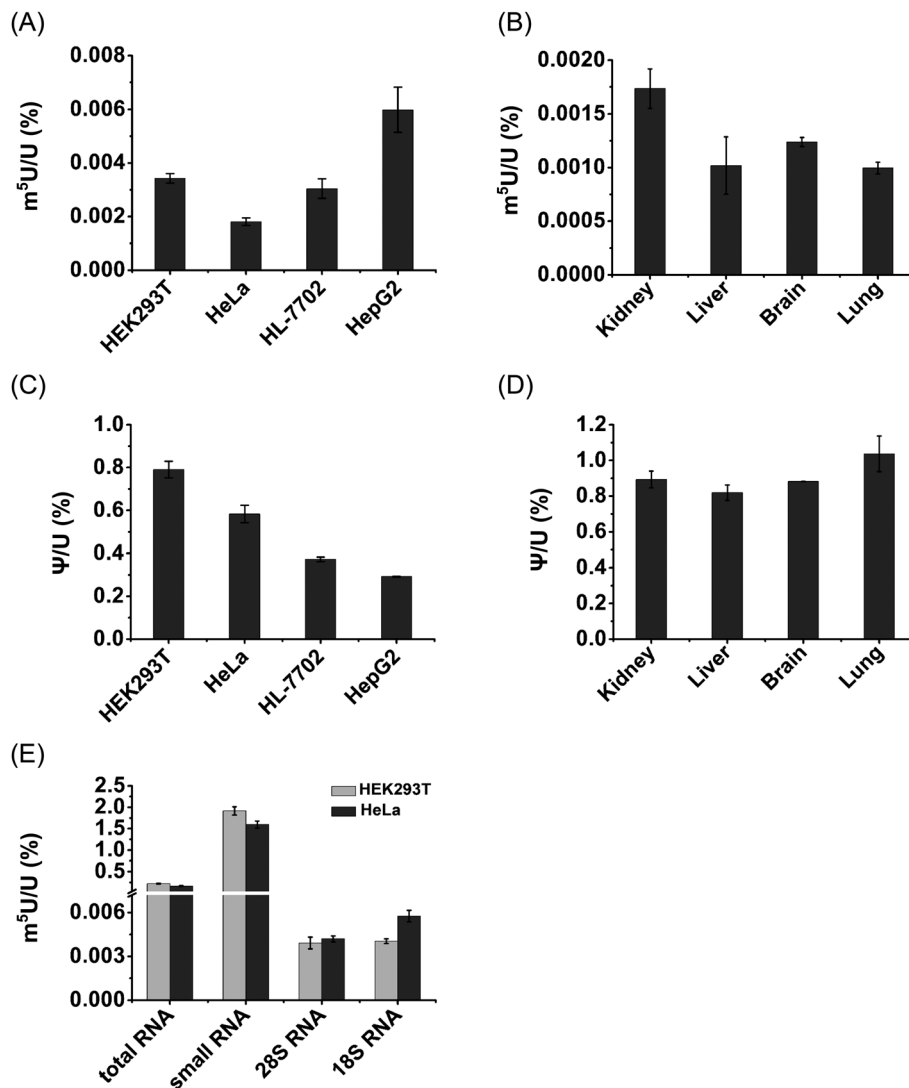 (A)
m⁵U/U (%)
0.008
0.006
0.004
0.002
0.000
HEK293T
HeLa
HL-7702
HepG2
(B)
m⁵U/U (%)
0.0020
0.0015
0.0010
0.0005
0.0000
Kidney
Liver
Brain
Lung
(C)
Ψ/U (%)
1.0
0.8
0.6
0.4
0.2
0.0
HEK293T
HeLa
HL-7702
HepG2
(D)
Ψ/U (%)
1.2
1.0
0.8
0.6
0.4
0.2
0.0
Kidney
Liver
Brain
Lung
(E)
m⁵U/U (%)
2.5
2.0
1.5
1.0
0.5
0.006
0.003
0.000
HEK293T
HeLa
total RNA
small RNA
28S RNA
18S RNA